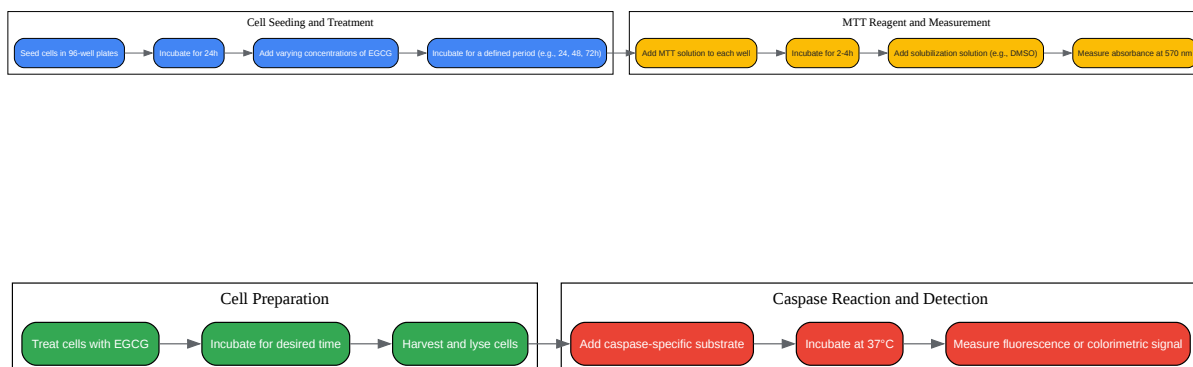 Cell Seeding and Treatment
MTT Reagent and Measurement
Seed cells in 96-well plates
Incubate for 24h
Add varying concentrations of EGCG
Incubate for a defined period (e.g., 24, 48, 72h)
Add MTT solution to each well
Incubate for 2-4h
Add solubilization solution (e.g., DMSO)
Measure absorbance at 570 nm
Cell Preparation
Caspase Reaction and Detection
Treat cells with EGCG
Incubate for desired time
Harvest and lyse cells
Add caspase-specific substrate
Incubate at 37°C
Measure fluorescence or colorimetric signal